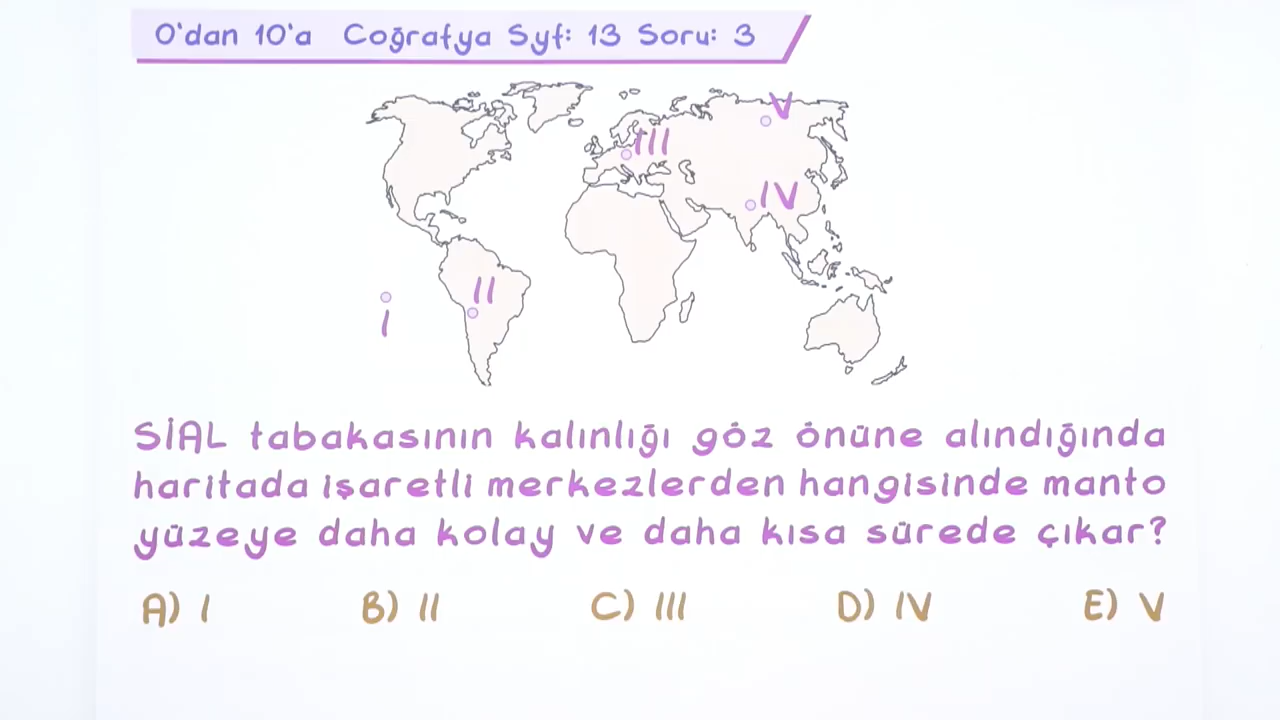 0'dan 10'a Coğrafya Syf: 13 Soru: 3
V
III
IV
II
I
SİAL tabakasının kalınlığı göz önüne alındığında
haritada işaretli merkezlerden hangisinde manto
yüzeye daha kolay ve daha kısa sürede çıkar?
A) I B) II C) III D) IV E) V